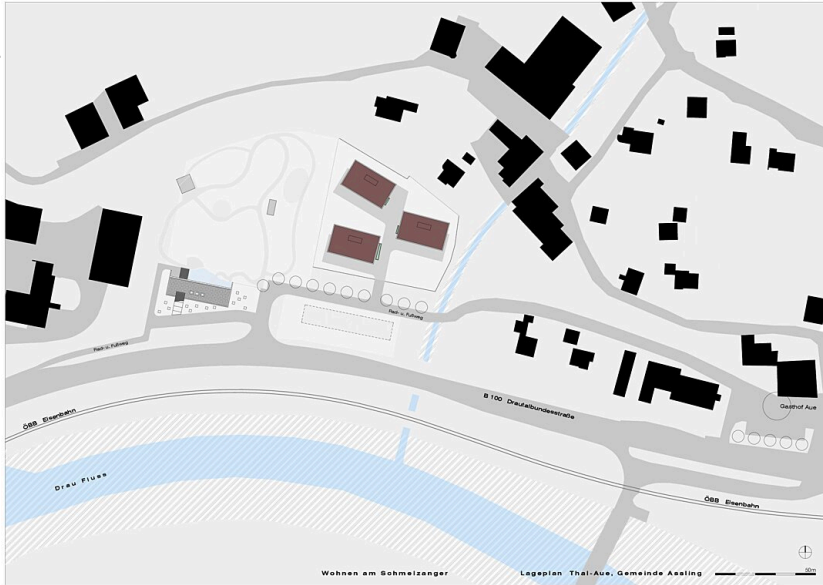 Rad- u. Fußweg
Rad- u. Fußweg
B 100 Drautalbundesstraße
Gasthof Aue
ÖBB Eisenbahn
Drau Fluss
ÖBB Eisenbahn
Wohnen am Schmelzanger
Lageplan Thal-Aue, Gemeinde Assling
50m